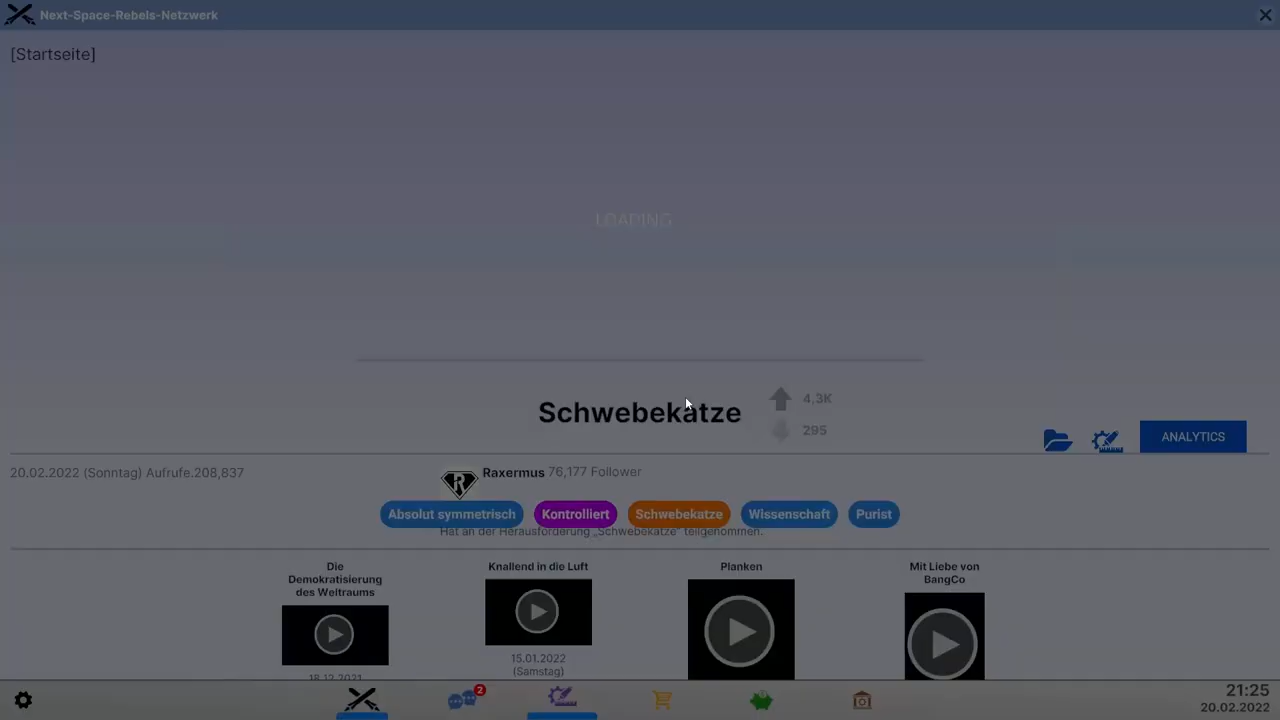 Next-Space-Rebels-Netzwerk
[Startseite]
LOADING
Schwebekatze
4,3K
295
ANALYTICS
20.02.2022 (Sonntag) Aufrufe.208,837
Raxermus 76,177 Follower
Absolut symmetrisch
Kontrolliert
Schwebekatze
Wissenschaft
Purist
Hat an der Herausforderung „Schwebekatze" teilgenommen.
Die
Demokratisierung
des Weltraums
18.12.2021
Knallend in die Luft
15.01.2022
(Samstag)
Planken
Mit Liebe von
BangCo
2
21:25
20.02.2022